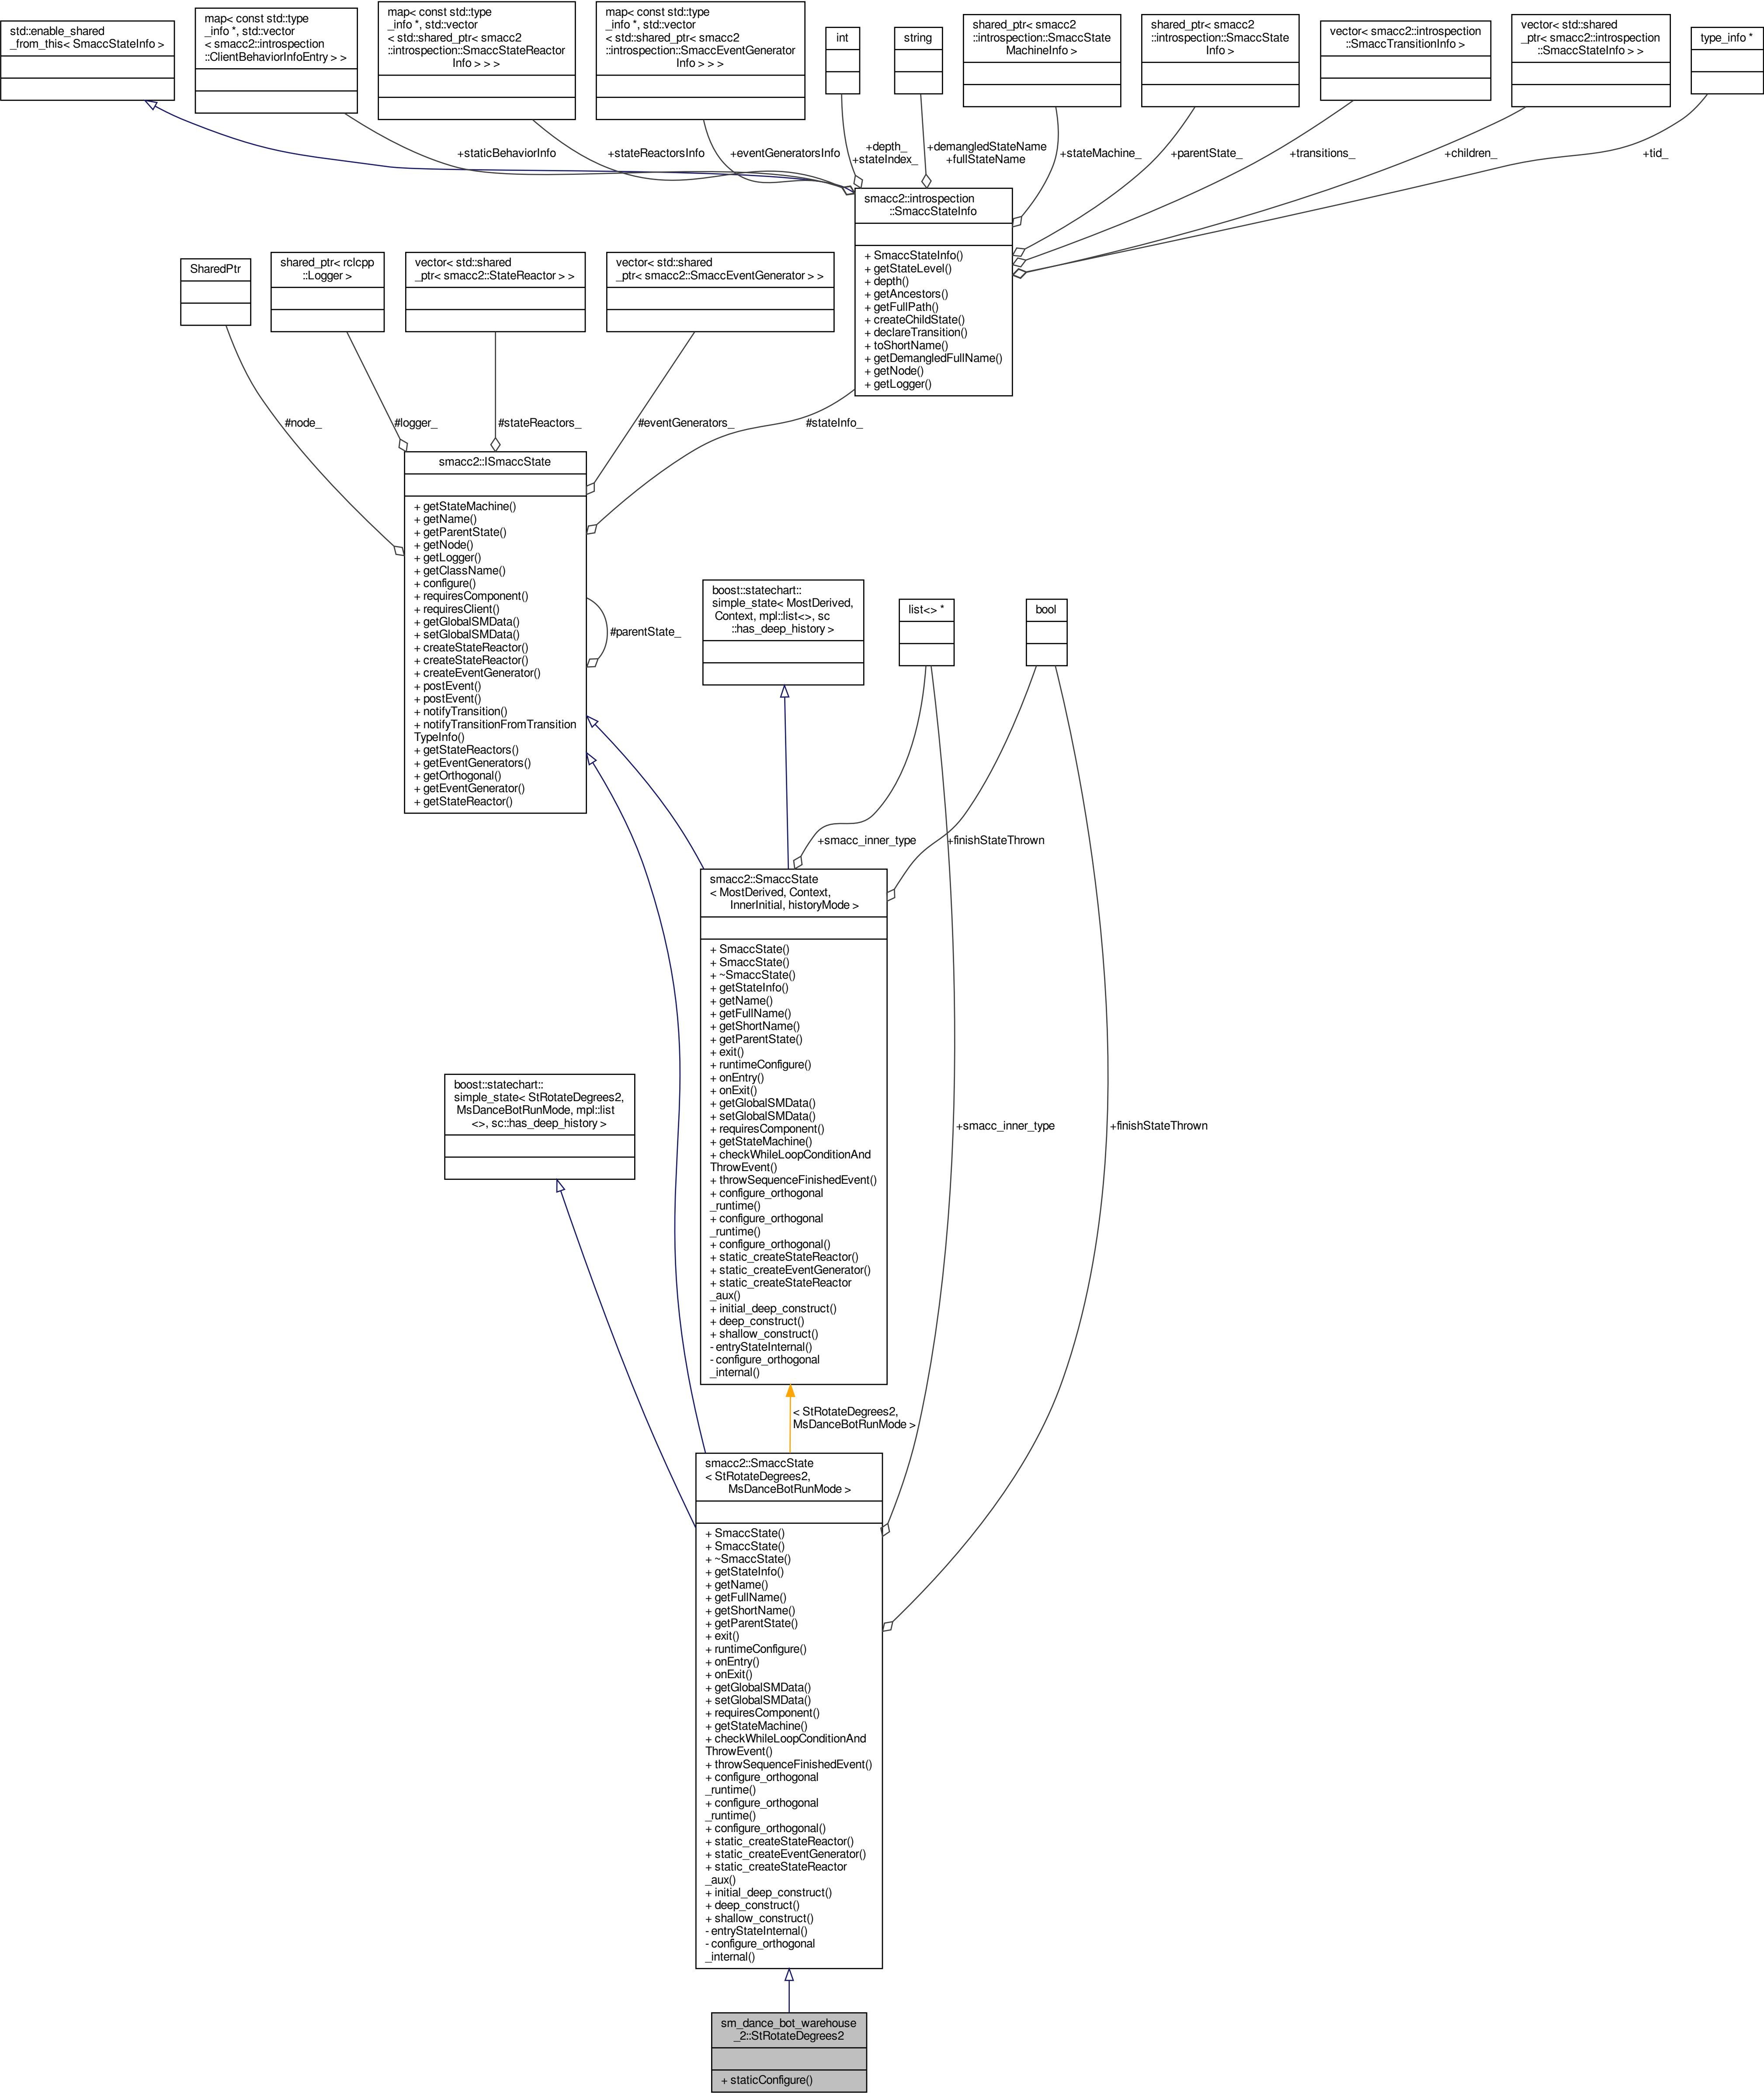 std::enable_shared
_from_this< SmaccStateInfo >
map< const std::type
_info *, std::vector
< smacc2::introspection
::ClientBehaviorInfoEntry > >
map< const std::type
_info *, std::vector
< std::shared_ptr< smacc2
::introspection::SmaccStateReactor
Info > > >
map< const std::type
_info *, std::vector
< std::shared_ptr< smacc2
::introspection::SmaccEventGenerator
Info > > >
int
string
shared_ptr< smacc2
::introspection::SmaccState
MachineInfo >
shared_ptr< smacc2
::introspection::SmaccState
Info >
vector< smacc2::introspection
::SmaccTransitionInfo >
vector< std::shared
_ptr< smacc2::introspection
::SmaccStateInfo > >
type_info *
+staticBehaviorInfo
+stateReactorsInfo
+eventGeneratorsInfo
+depth_
+stateIndex_
+demangledStateName
+fullStateName
+stateMachine_
+parentState_
+transitions_
+children_
+tid_
smacc2::introspection
::SmaccStateInfo
+ SmaccStateInfo()
+ getStateLevel()
+ depth()
+ getAncestors()
+ getFullPath()
+ createChildState()
+ declareTransition()
+ toShortName()
+ getDemangledFullName()
+ getNode()
+ getLogger()
SharedPtr
shared_ptr< rclcpp
::Logger >
vector< std::shared
_ptr< smacc2::StateReactor > >
vector< std::shared
_ptr< smacc2::SmaccEventGenerator > >
#node_
#logger_
#stateReactors_
#eventGenerators_
#stateInfo_
smacc2::ISmaccState
+ getStateMachine()
+ getName()
+ getParentState()
+ getNode()
+ getLogger()
+ getClassName()
+ configure()
+ requiresComponent()
+ requiresClient()
+ getGlobalSMData()
+ setGlobalSMData()
+ createStateReactor()
+ createStateReactor()
+ createEventGenerator()
+ postEvent()
+ postEvent()
+ notifyTransition()
+ notifyTransitionFromTransition
TypeInfo()
+ getStateReactors()
+ getEventGenerators()
+ getOrthogonal()
+ getEventGenerator()
+ getStateReactor()
#parentState_
boost::statechart::
simple_state< MostDerived,
Context, mpl::list<>, sc
::has_deep_history >
list<> *
bool
+smacc_inner_type
+finishStateThrown
smacc2::SmaccState
< MostDerived, Context,
InnerInitial, historyMode >
+ SmaccState()
+ SmaccState()
+ ~SmaccState()
+ getStateInfo()
+ getName()
+ getFullName()
+ getShortName()
+ getParentState()
+ exit()
+ runtimeConfigure()
+ onEntry()
+ onExit()
+ getGlobalSMData()
+ setGlobalSMData()
+ requiresComponent()
+ getStateMachine()
+ checkWhileLoopConditionAnd
ThrowEvent()
+ throwSequenceFinishedEvent()
+ configure_orthogonal
_runtime()
+ configure_orthogonal
_runtime()
+ configure_orthogonal()
+ static_createStateReactor()
+ static_createEventGenerator()
+ static_createStateReactor
_aux()
+ initial_deep_construct()
+ deep_construct()
+ shallow_construct()
- entryStateInternal()
- configure_orthogonal
_internal()
boost::statechart::
simple_state< StRotateDegrees2,
MsDanceBotRunMode, mpl::list
<>, sc::has_deep_history >
+smacc_inner_type
+finishStateThrown
< StRotateDegrees2,
MsDanceBotRunMode >
smacc2::SmaccState
< StRotateDegrees2,
MsDanceBotRunMode >
+ SmaccState()
+ SmaccState()
+ ~SmaccState()
+ getStateInfo()
+ getName()
+ getFullName()
+ getShortName()
+ getParentState()
+ exit()
+ runtimeConfigure()
+ onEntry()
+ onExit()
+ getGlobalSMData()
+ setGlobalSMData()
+ requiresComponent()
+ getStateMachine()
+ checkWhileLoopConditionAnd
ThrowEvent()
+ throwSequenceFinishedEvent()
+ configure_orthogonal
_runtime()
+ configure_orthogonal
_runtime()
+ configure_orthogonal()
+ static_createStateReactor()
+ static_createEventGenerator()
+ static_createStateReactor
_aux()
+ initial_deep_construct()
+ deep_construct()
+ shallow_construct()
- entryStateInternal()
- configure_orthogonal
_internal()
sm_dance_bot_warehouse
_2::StRotateDegrees2
+ staticConfigure()